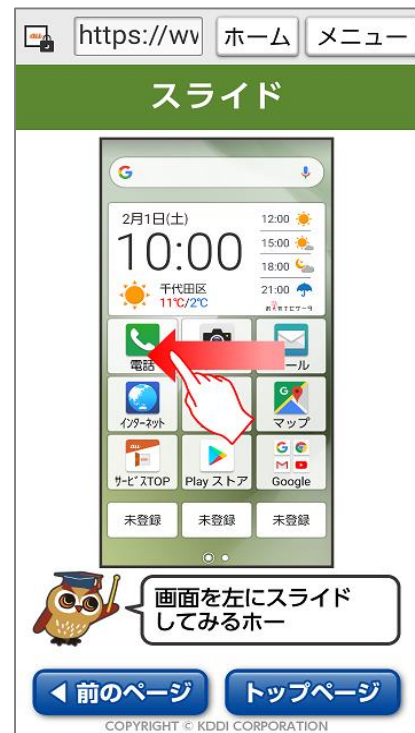 https://wv
ホーム
メニュー
スライド
2月1日(土)
10:00
千代田区
11℃/2℃
12:00
15:00
18:00
21:00
電話
ール
インターネット
マップ
au
サービスTOP
Play ストア
Google
未登録
未登録
未登録
画面を左にスライド
してみるホー
前のページ
トップページ
COPYRIGHT © KDDI CORPORATION